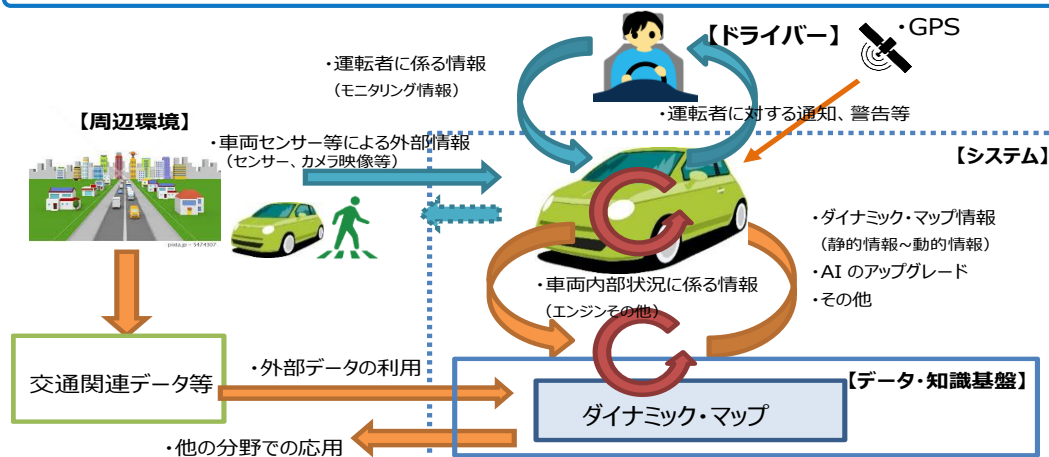 【ドライバー】
・GPS
・運転者に係る情報
（モニタリング情報）
・運転者に対する通知、警告等
【周辺環境】
・車両センサー等による外部情報
（センサー、カメラ映像等）
【システム】
pixta.jp - 5474307
・ダイナミック・マップ情報
（静的情報~動的情報）
・AI のアップグレード
・その他
・車両内部状況に係る情報
（エンジンその他）
交通関連データ等
・外部データの利用
【データ・知識基盤】
ダイナミック・マップ
・他の分野での応用